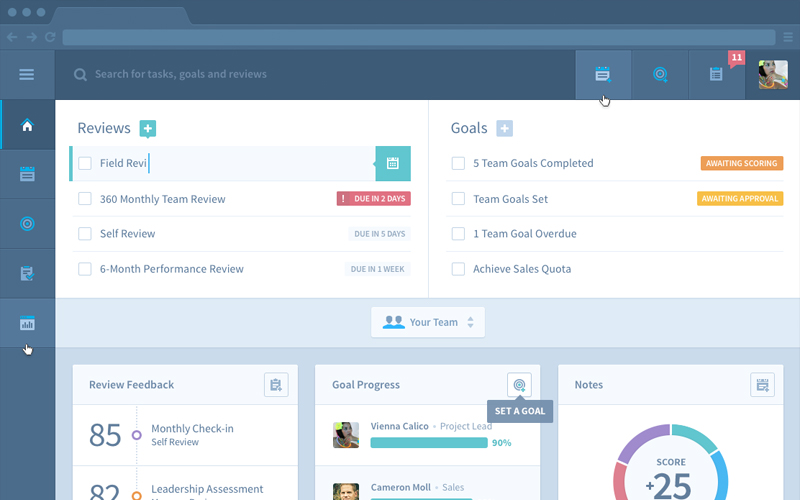 11
Search for tasks, goals and reviews
Reviews
Field Revi
360 Monthly Team Review
! DUE IN 2 DAYS
Self Review
DUE IN 5 DAYS
6-Month Performance Review
DUE IN 1 WEEK
Goals
5 Team Goals Completed
AWAITING SCORING
Team Goals Set
AWAITING APPROVAL
1 Team Goal Overdue
Achieve Sales Quota
Your Team
Review Feedback
85
Monthly Check-in
Self Review
82
Leadership Assessment
Goal Progress
SET A GOAL
Vienna Calico • Project Lead
90%
Cameron Moll • Sales
Notes
SCORE
+25